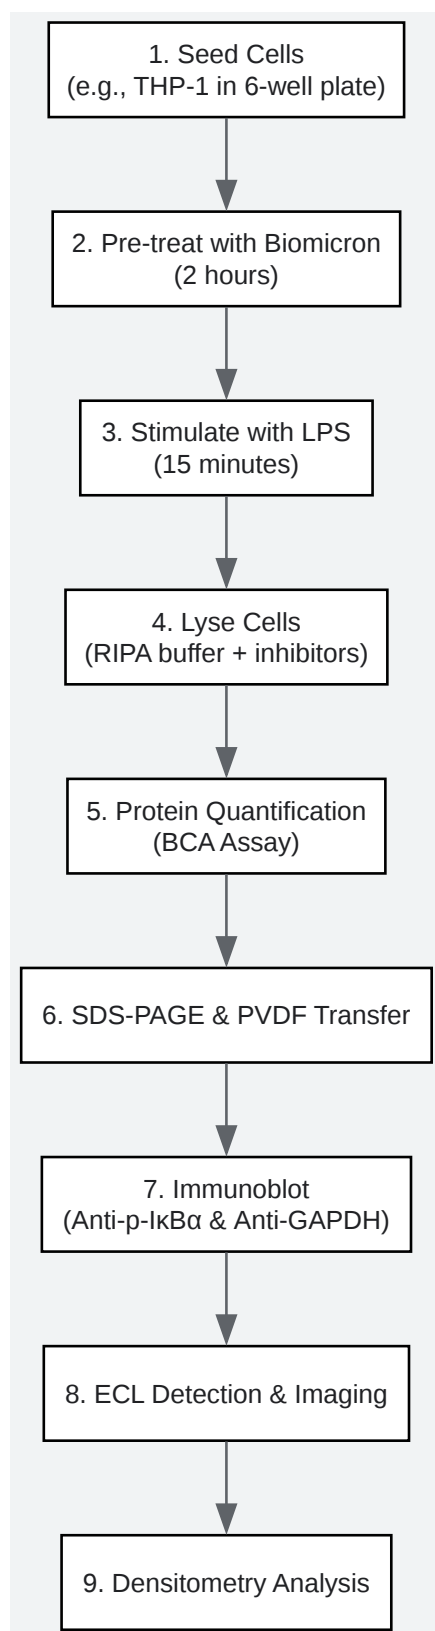 1. Seed Cells
(e.g., THP-1 in 6-well plate)
2. Pre-treat with Biomicron
(2 hours)
3. Stimulate with LPS
(15 minutes)
4. Lyse Cells
(RIPA buffer + inhibitors)
5. Protein Quantification
(BCA Assay)
6. SDS-PAGE & PVDF Transfer
7. Immunoblot
(Anti-p-IκBα & Anti-GAPDH)
8. ECL Detection & Imaging
9. Densitometry Analysis